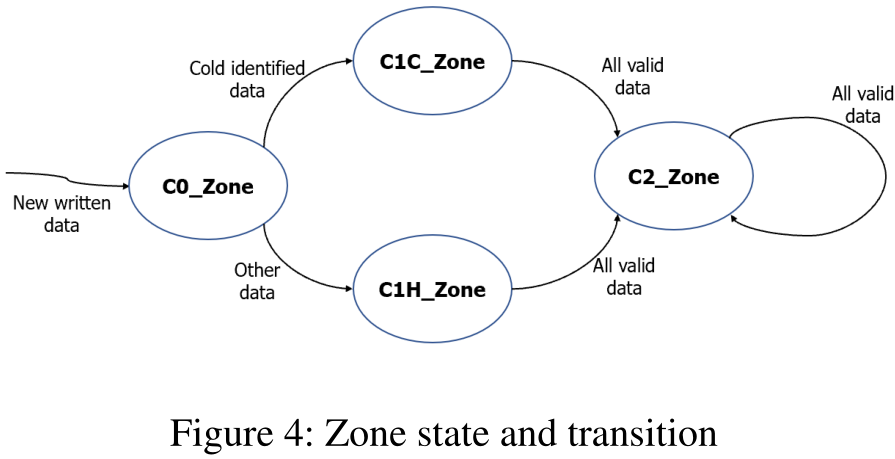 C1C_Zone
Cold identified
data
All valid
data
All valid
data
C0_Zone
C2_Zone
New written
data
Other
data
C1H_Zone
All valid
data
Figure 4: Zone state and transition